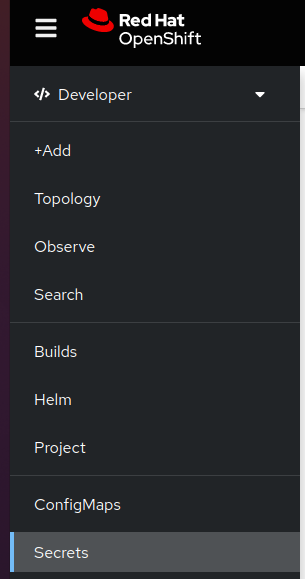 Red Hat
OpenShift
Developer
+Add
Topology
Observe
Search
Builds
Helm
Project
ConfigMaps
Secrets